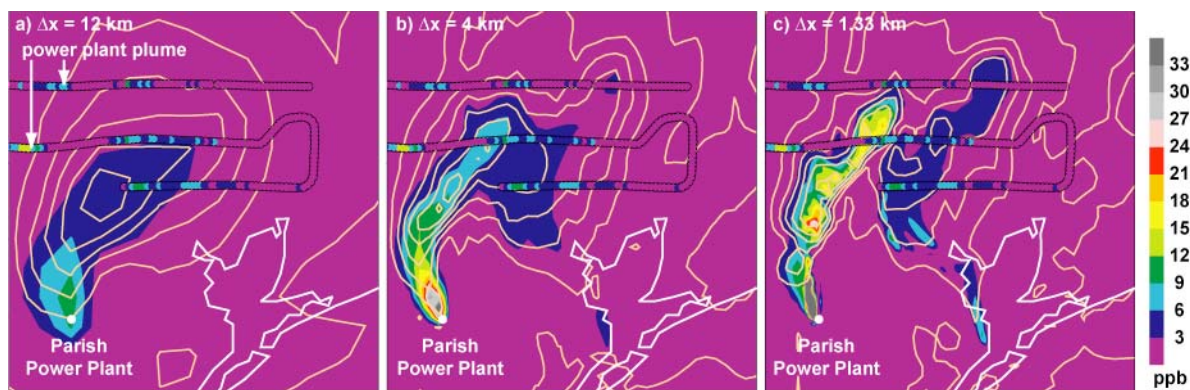 a) Δx = 12 km
power plant plume
Parish
Power Plant
b) Δx = 4 km
Parish
Power Plant
c) Δx = 1.33 km
Parish
Power Plant
33
30
27
24
21
18
15
12
9
6
3
ppb